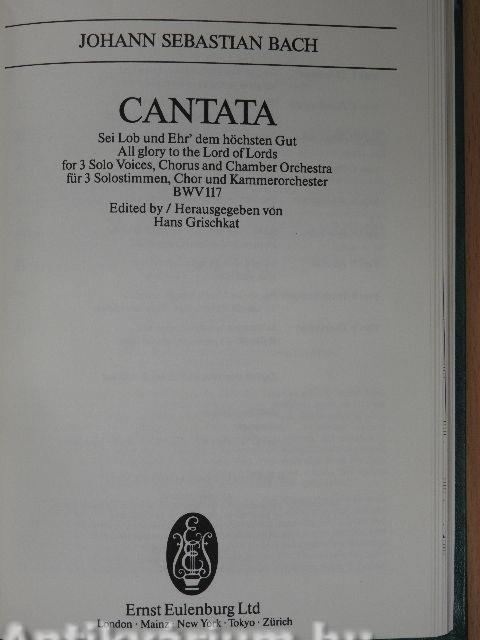 JOHANN SEBASTIAN BACH
CANTATA
Sei Lob und Ehr' dem höchsten Gut
All glory to the Lord of Lords
for 3 Solo Voices, Chorus and Chamber Orchestra
für 3 Solostimmen, Chor und Kammerorchester
BWV 117
Edited by / Herausgegeben von
Hans Grischkat
Ernst Eulenburg Ltd
London · Mainz · New York · Tokyo · Zürich